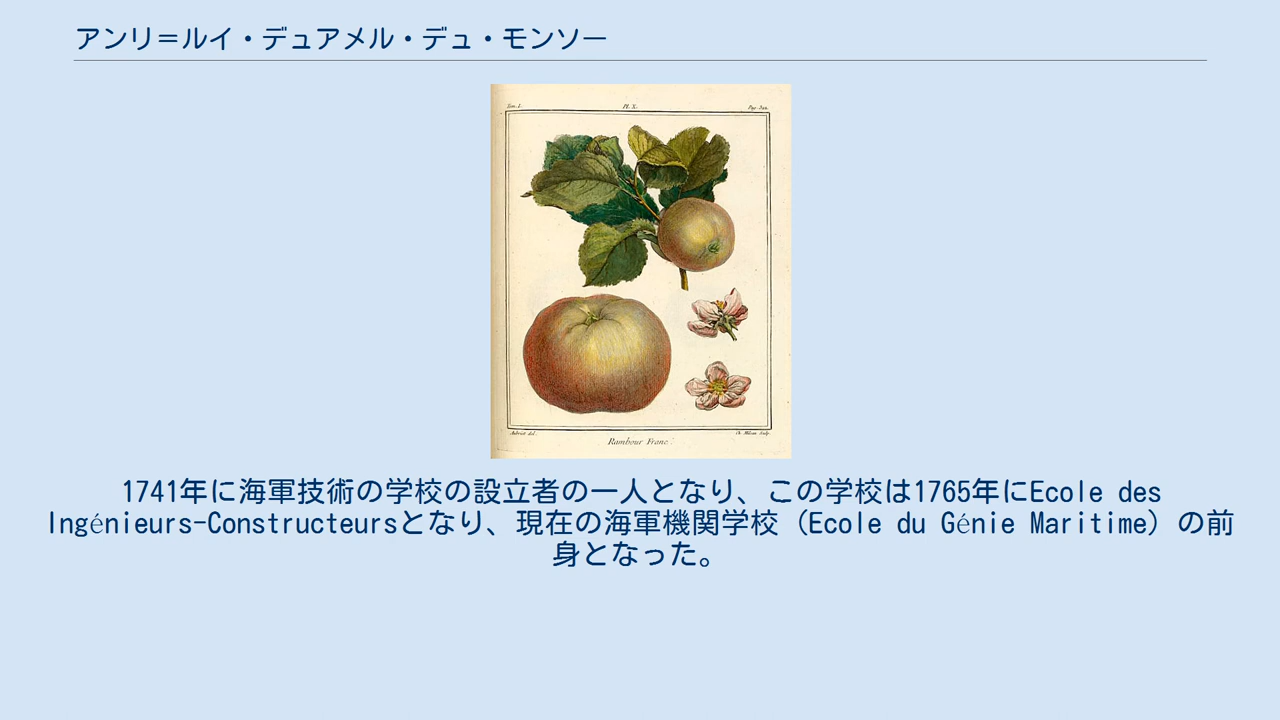 アンリ＝ルイ・デュアメル・デュ・モンソー
Tom. I.
Pl. X.
Rambour Franc.
1741年に海軍技術の学校の設立者の一人となり、この学校は1765年にEcole des
Ingénieurs-Constructeursとなり、現在の海軍機関学校（Ecole du Génie Maritime）の前
身となった。